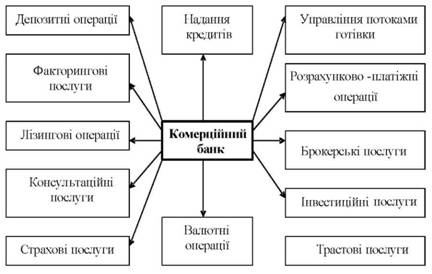 Депозитні операції
Надання
кредитів
Управління потоками
готівки
Факторингові
послуги
Розрахунково -платіжні
операції
Лізингові операції
Комерційний
банк
Брокерські послуги
Консультаційні
послуги
Інвестиційні послуги
Страхові послуги
Валютні
операції
Трастові послуги